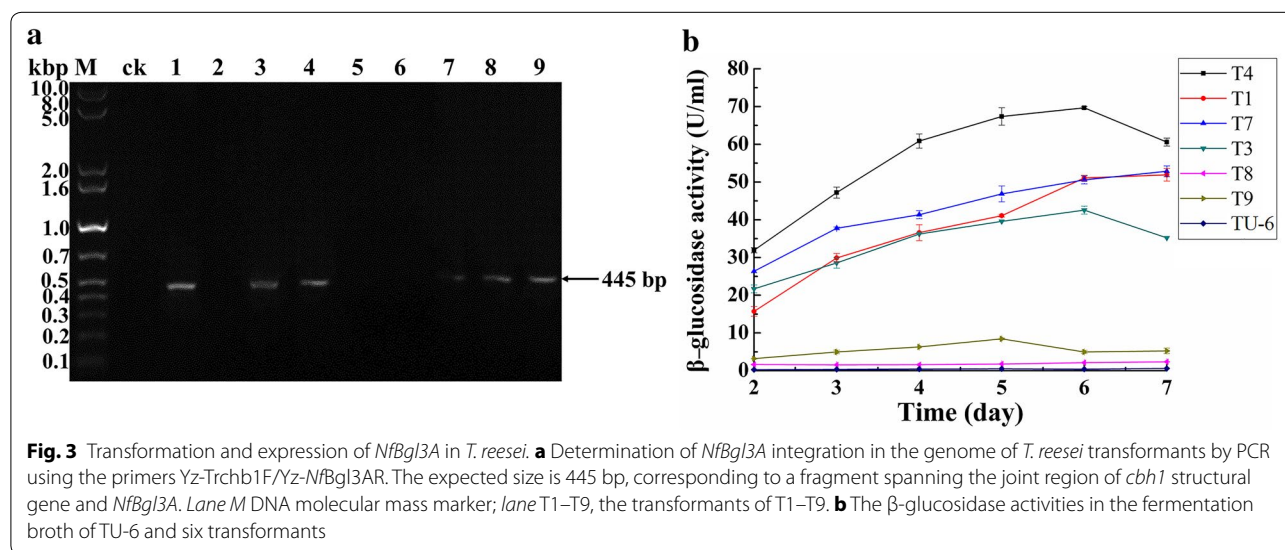 a
kbp M ck 1 2 3 4 5 6 7 8 9
10.0
8.0
5.0
2.0
1.6
1.0
0.7
0.5
0.4
0.3
0.2
0.1
445 bp
b
β–glucosidase activity (U/ml)
80
70
60
50
40
30
20
10
0
2 3 4 5 6 7
Time (day)
T4
T1
T7
T3
T8
T9
TU-6
Fig. 3 Transformation and expression of NfBgl3A in T. reesei. a Determination of NfBgl3A integration in the genome of T. reesei transformants by PCR
using the primers Yz-Trchb1F/Yz-NfBgl3AR. The expected size is 445 bp, corresponding to a fragment spanning the joint region of cbh1 structural
gene and NfBgl3A. Lane M DNA molecular mass marker; lane T1–T9, the transformants of T1–T9. b The β-glucosidase activities in the fermentation
broth of TU-6 and six transformants